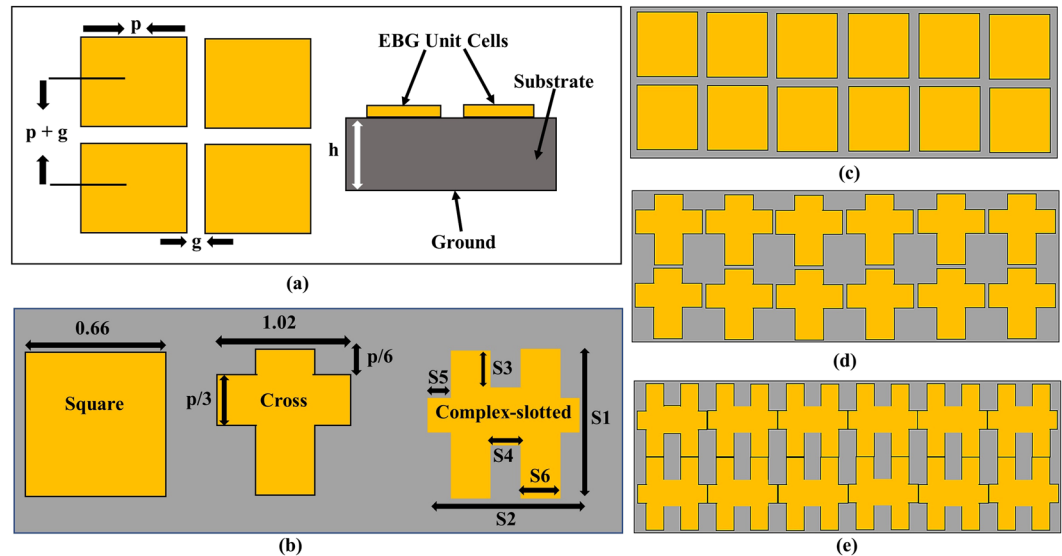 p
p + g
g
EBG Unit Cells
Substrate
h
Ground
(a)
0.66
Square
1.02
p/6
p/3
Cross
S3
S5
Complex-slotted
S1
S4
S6
S2
(b)
(c)
(d)
(e)